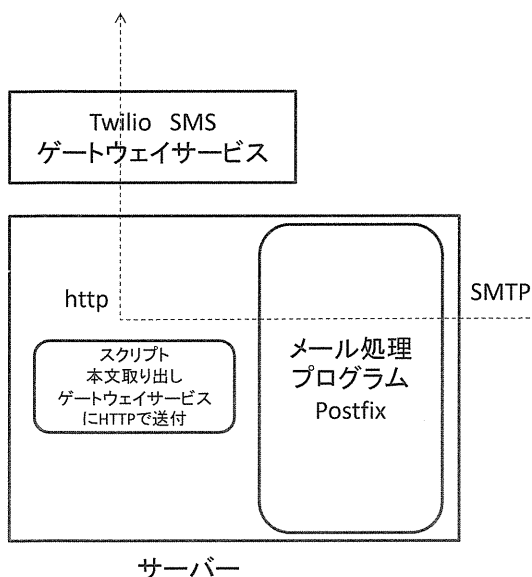 Twilio SMS
ゲートウェイサービス
http
SMTP
スクリプト
本文取り出し
ゲートウェイサービス
にHTTPで送付
メール処理
プログラム
Postfix
サーバー